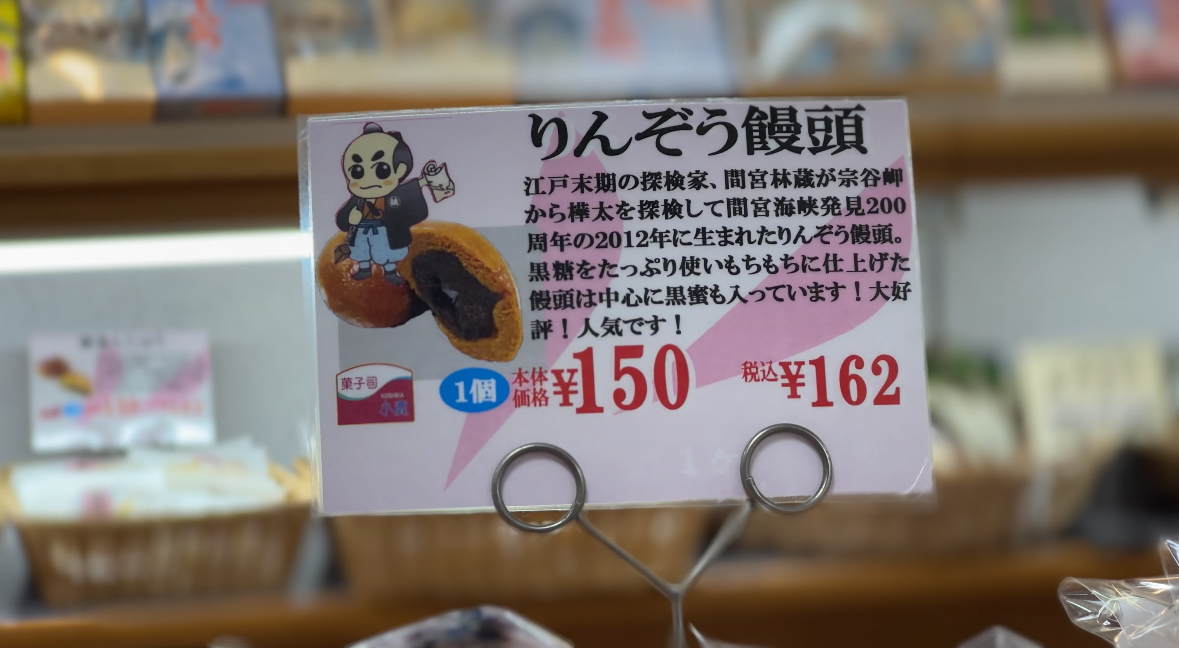 りんぞう饅頭
江戸末期の探検家、間宮林蔵が宗谷岬
から樺太を探検して間宮海峡発見200
周年の2012年に生まれたりんぞう饅頭。
黒糖をたっぷり使いもちもちに仕上げた
饅頭は中心に黒蜜も入っています！大好
評！人気です！
菓子司
KOSHIKA
1個
本体
価格
¥150
税込¥162